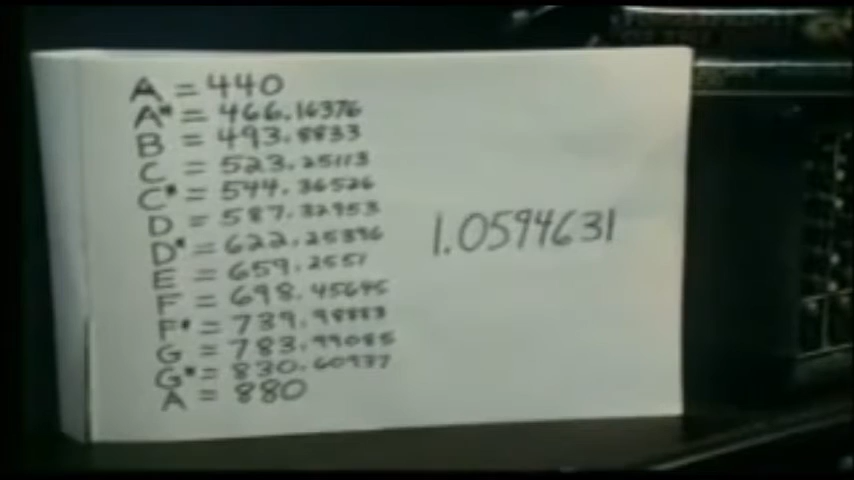 A = 440
A# = 466.16376
B = 493.8833
C = 523.25113
C# = 544.36526
D = 587.32953
D# = 622.25396
E = 659.2551
F = 698.45645
F# = 739.98883
G = 783.99085
G# = 830.60937
A = 880
1.0594631